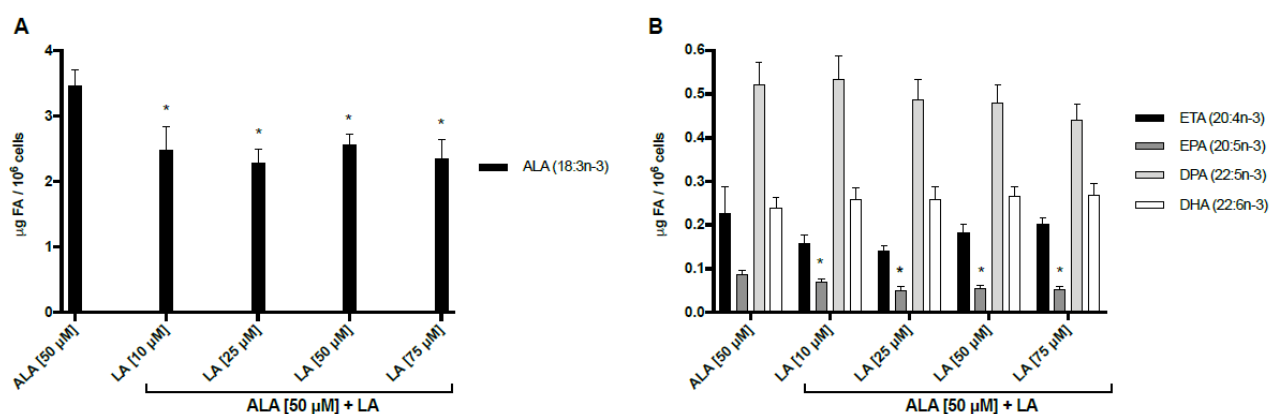 A
µg FA / 10⁶ cells
4
3
2
1
0
* * * *
ALA (18:3n-3)
ALA [50 µM]
LA [10 µM]
LA [25 µM]
LA [50 µM]
LA [75 µM]
ALA [50 µM] + LA
B
µg FA / 10⁶ cells
0.6
0.5
0.4
0.3
0.2
0.1
0.0
* * * *
ETA (20:4n-3)
EPA (20:5n-3)
DPA (22:5n-3)
DHA (22:6n-3)
ALA [50 µM]
LA [10 µM]
LA [25 µM]
LA [50 µM]
LA [75 µM]
ALA [50 µM] + LA